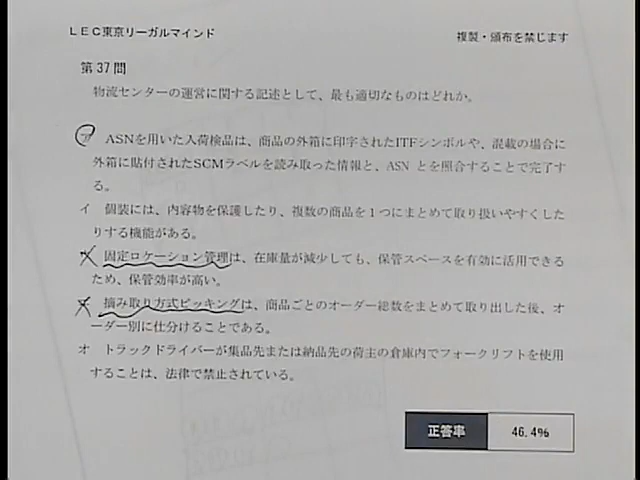 LEC東京リーガルマインド
複製・頒布を禁じます
第37問
物流センターの運営に関する記述として、最も適切なものはどれか。
ア ASNを用いた入荷検品は、商品の外箱に印字されたITFシンボルや、混載の場合に
外箱に貼付されたSCMラベルを読み取った情報と、ASN とを照合することで完了す
る。
イ 個装には、内容物を保護したり、複数の商品を1つにまとめて取り扱いやすくした
りする機能がある。
固定ロケーション管理は、在庫量が減少しても、保管スペースを有効に活用できる
ため、保管効率が高い。
摘み取り方式ピッキングは、商品ごとのオーダー総数をまとめて取り出した後、オ
ーダー別に仕分けることである。
オ トラックドライバーが集品先または納品先の荷主の倉庫内でフォークリフトを使用
することは、法律で禁止されている。
正答率 46.4%